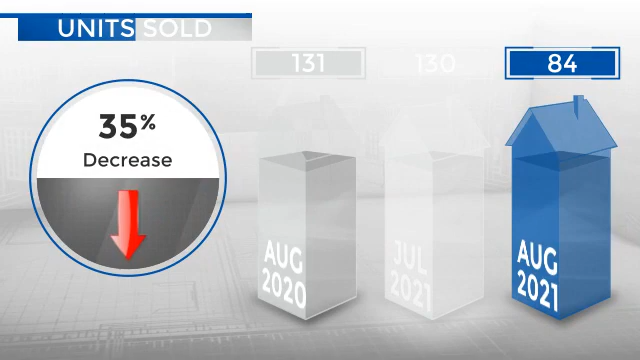 UNITS SOLD
131
130
84
35%
Decrease
AUG
2020
JUL
2021
AUG
2021